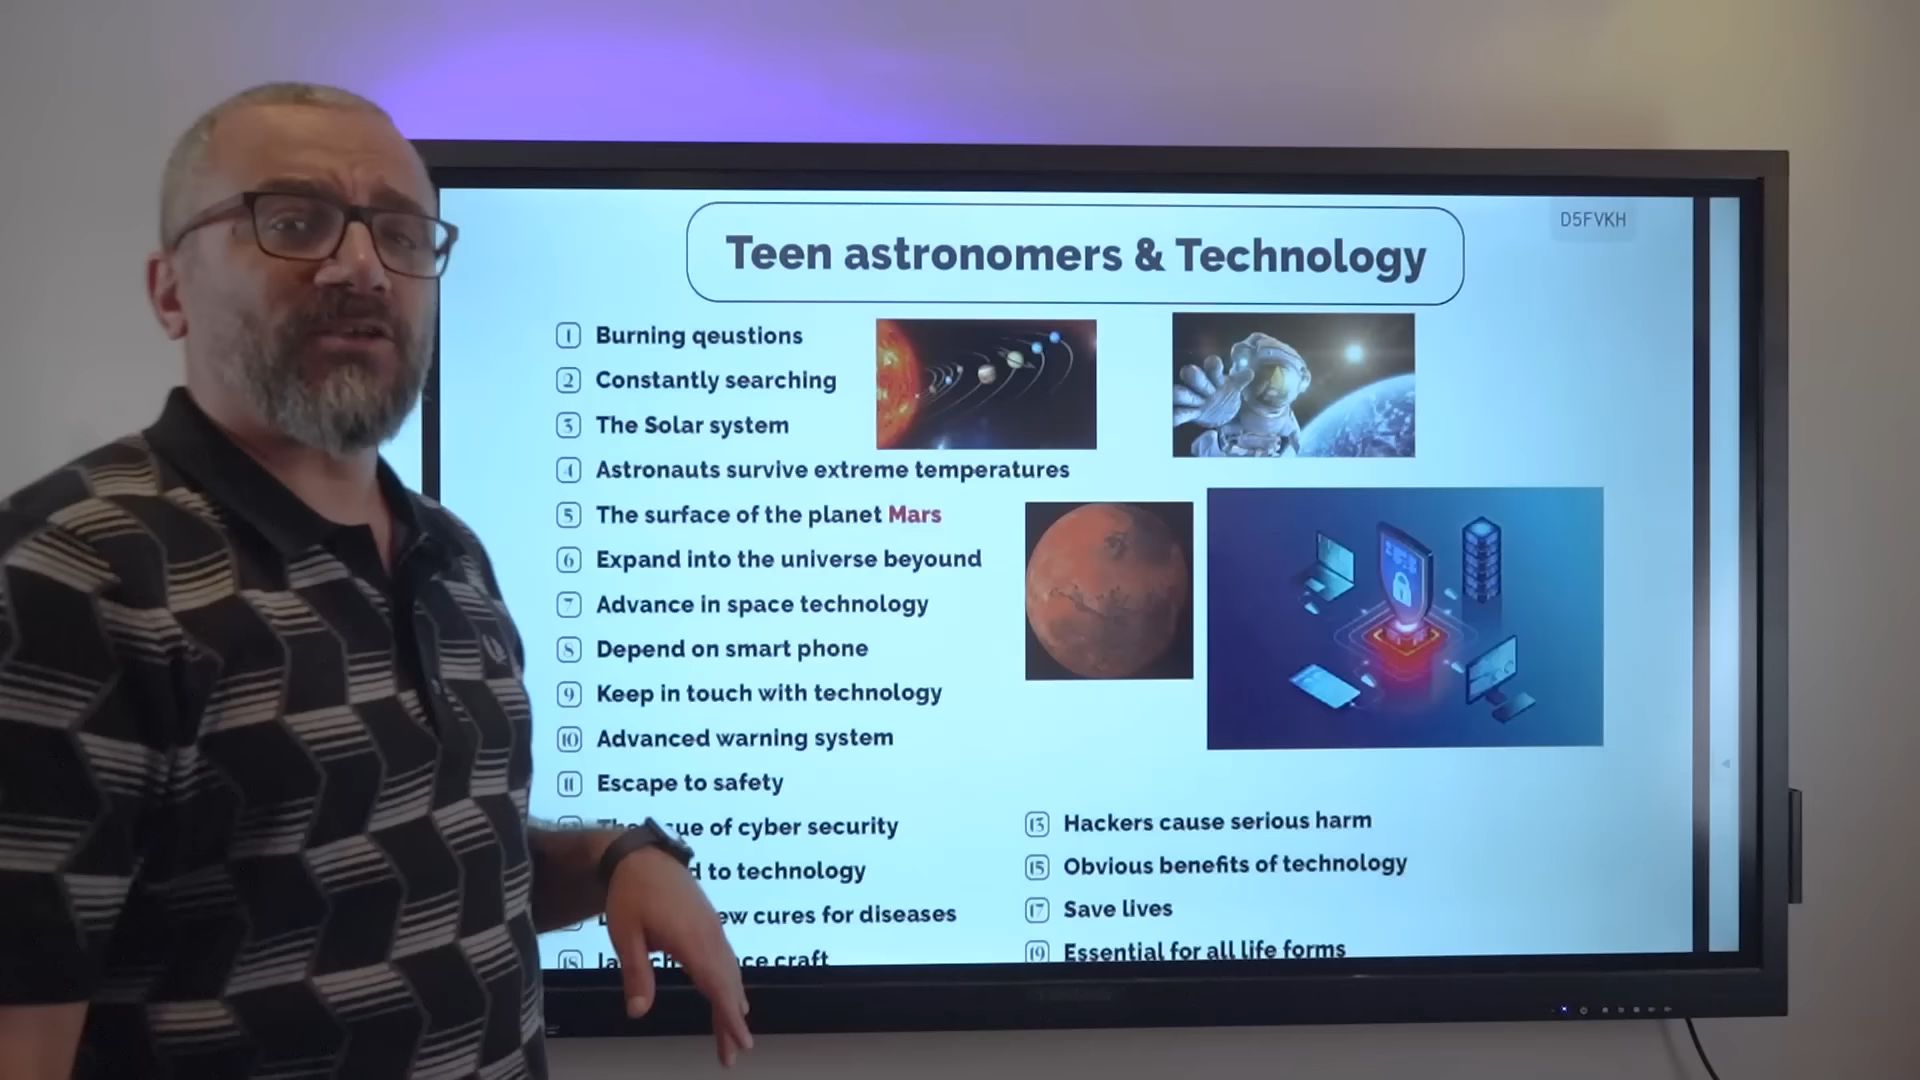 D5FVKH
Teen astronomers & Technology
1 Burning qeustions
2 Constantly searching
3 The Solar system
4 Astronauts survive extreme temperatures
5 The surface of the planet Mars
6 Expand into the universe beyound
7 Advance in space technology
8 Depend on smart phone
9 Keep in touch with technology
10 Advanced warning system
11 Escape to safety
of cyber security
13 Hackers cause serious harm
to technology
15 Obvious benefits of technology
cures for diseases
17 Save lives
18 craft
19 Essential for all life forms